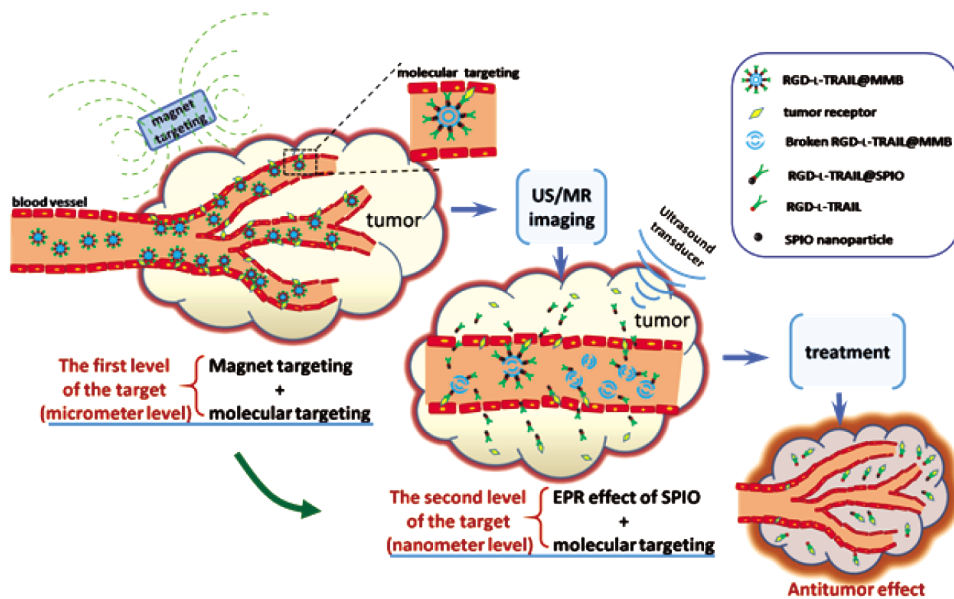 magnet
targeting
molecular targeting
blood vessel
tumor
US/MR
imaging
Ultrasound
transducer
tumor
RGD-L-TRAIL@MMB
tumor receptor
Broken RGD-L-TRAIL@MMB
RGD-L-TRAIL@SPIO
RGD-L-TRAIL
SPIO nanoparticle
treatment
The first level
of the target
(micrometer level)
Magnet targeting
+
molecular targeting
The second level
of the target
(nanometer level)
EPR effect of SPIO
+
molecular targeting
Antitumor effect